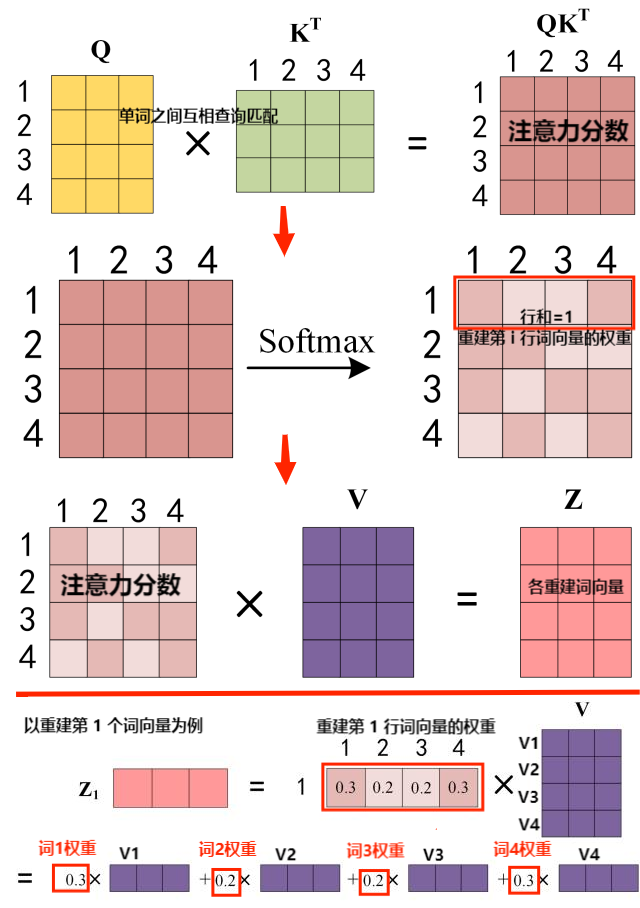 Q
K^T
QK^T
1 2 3 4
1 2 3 4
1
2
3
4
单词之间互相查询匹配
×
=
1
2
3
4
注意力分数
1 2 3 4
1
2
3
4
Softmax
1 2 3 4
1
2
3
4
行和=1
重建第 i 行词向量的权重
1 2 3 4
1
2
3
4
注意力分数
×
V
=
Z
各重建词向量
以重建第 1 个词向量为例
重建第 1 行词向量的权重
V
1 2 3 4
Z₁ = 1 0.3 0.2 0.2 0.3 ×
V1
V2
V3
V4
词1权重 V1 词2权重 V2 词3权重 V3 词4权重 V4
= 0.3× +0.2× +0.2× +0.3×